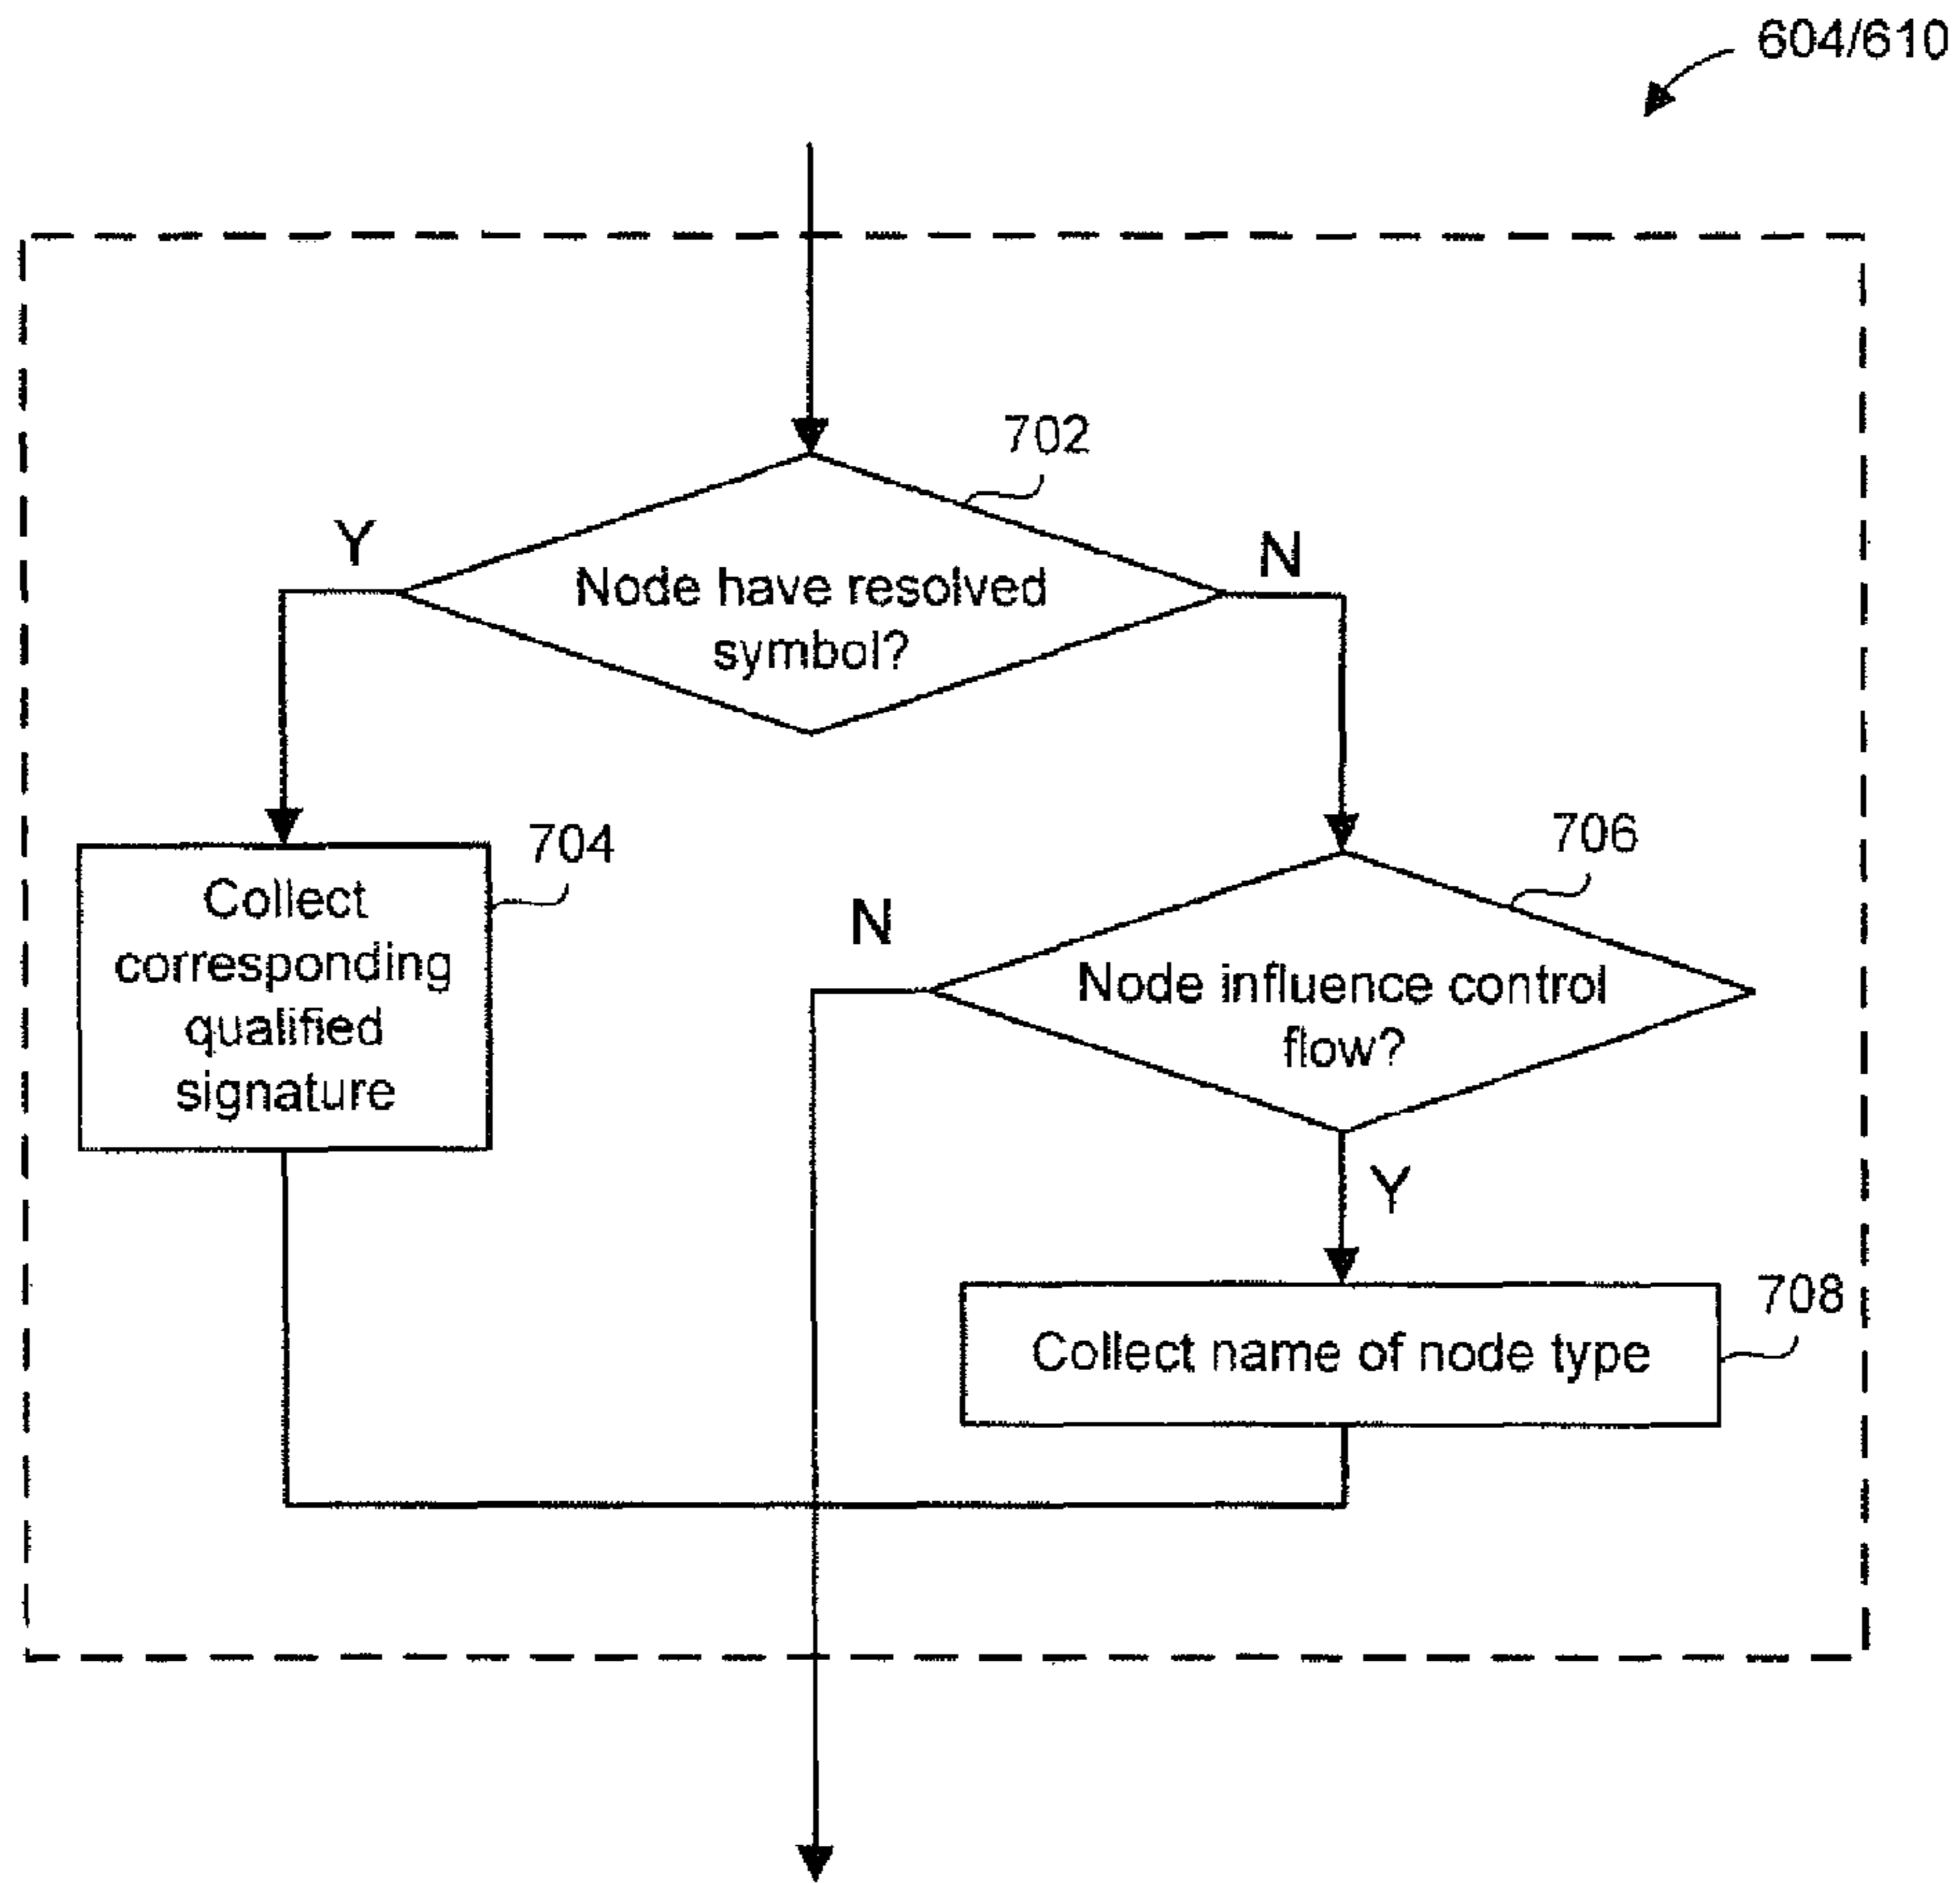 604/610
702
Y
N
Node have resolved
symbol?
704
706
Collect
corresponding
qualified
signature
N
Node influence control
flow?
Y
708
Collect name of node type